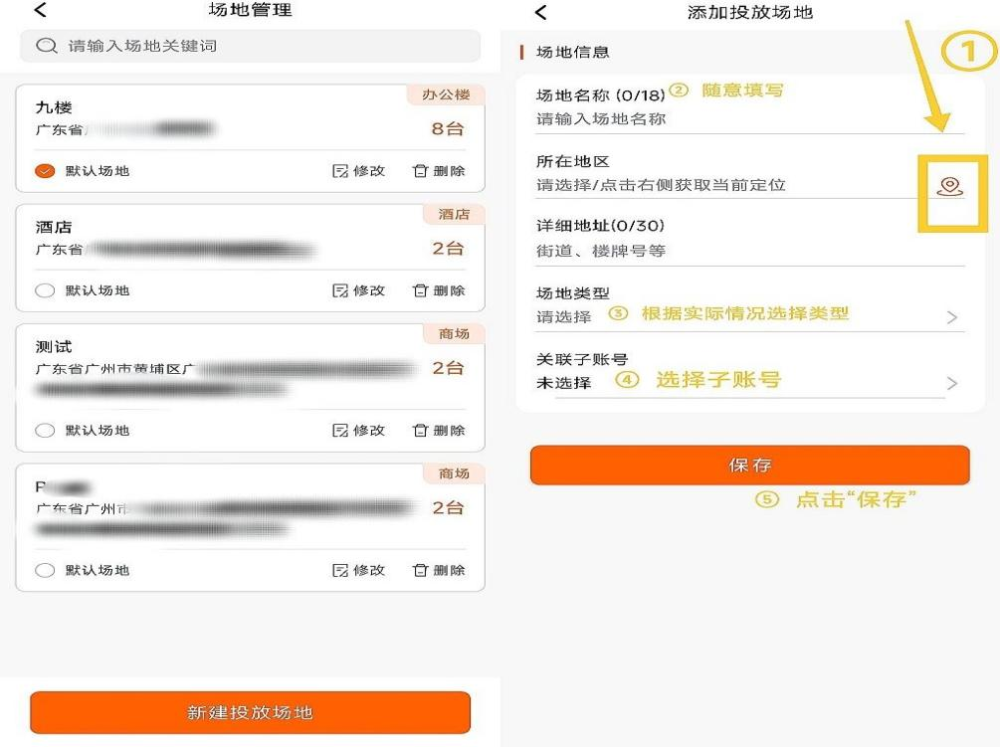 场地管理
请输入场地关键词
办公楼
九楼
广东省
8台
默认场地
修改
删除
酒店
酒店
广东省
2台
默认场地
修改
删除
商场
测试
广东省广州市黄埔区广
2台
默认场地
修改
删除
商场
广东省广州市
2台
默认场地
修改
删除
新建投放场地
添加投放场地
①
场地信息
场地名称 (0/18) ② 随意填写
请输入场地名称
所在地区
请选择/点击右侧获取当前定位
详细地址(0/30)
街道、楼牌号等
场地类型
请选择 ③ 根据实际情况选择类型
关联子账号
未选择 ④ 选择子账号
保存
⑤ 点击“保存”